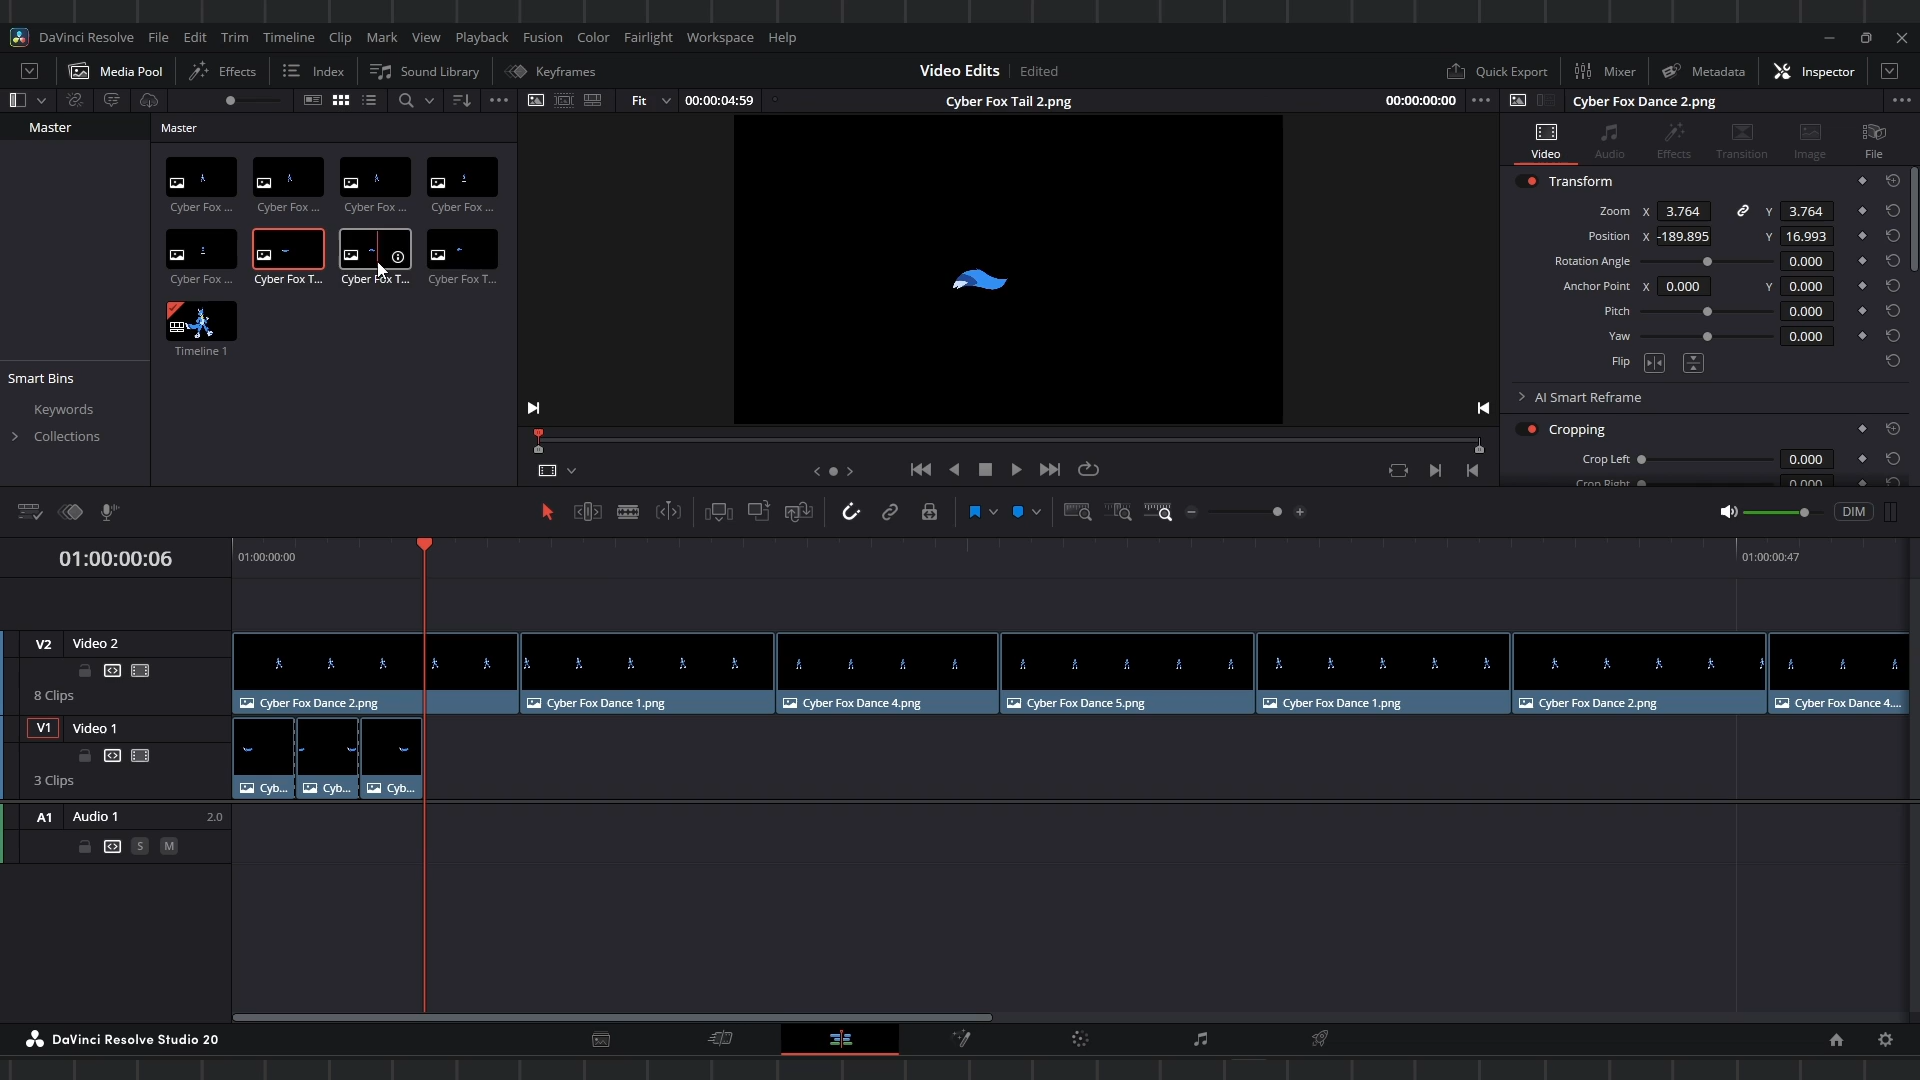 DaVinci Resolve File Edit Trim Timeline Clip Mark View Playback Fusion Color Fairlight Workspace Help
Media Pool Effects Index Sound Library Keyframes Video Edits Edited Quick Export Mixer Metadata Inspector
Fit 00:00:04:59 Cyber Fox Tail 2.png 00:00:00:00 Cyber Fox Dance 2.png
Master Master
Video Audio Effects Transition Image File
Transform
Cyber Fox ... Cyber Fox ... Cyber Fox ... Cyber Fox ...
Zoom X 3.764 Y 3.764
Position X -189.895 Y 16.993
Rotation Angle 0.000
Cyber Fox ... Cyber Fox T... Cyber Fox T... Cyber Fox T...
Anchor Point X 0.000 Y 0.000
Pitch 0.000
Yaw 0.000
Timeline 1
Flip
Smart Bins
AI Smart Reframe
Keywords
Cropping
Collections
Crop Left 0.000
Crop Right 0.000
DIM
01:00:00:06 01:00:00:00 01:00:00:47
V2 Video 2
8 Clips
Cyber Fox Dance 2.png Cyber Fox Dance 1.png Cyber Fox Dance 4.png Cyber Fox Dance 5.png Cyber Fox Dance 1.png Cyber Fox Dance 2.png Cyber Fox Dance 4....
V1 Video 1
3 Clips
Cyb... Cyb... Cyb...
A1 Audio 1 2.0
S M
DaVinci Resolve Studio 20